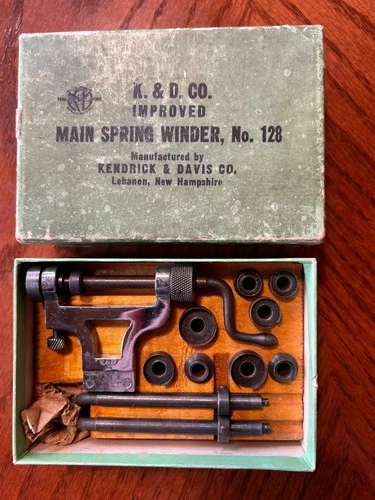 K. & D. CO.
IMPROVED
MAIN SPRING WINDER, No. 128
Manufactured by
KENDRICK & DAVIS CO.
Lebanon, New Hampshire